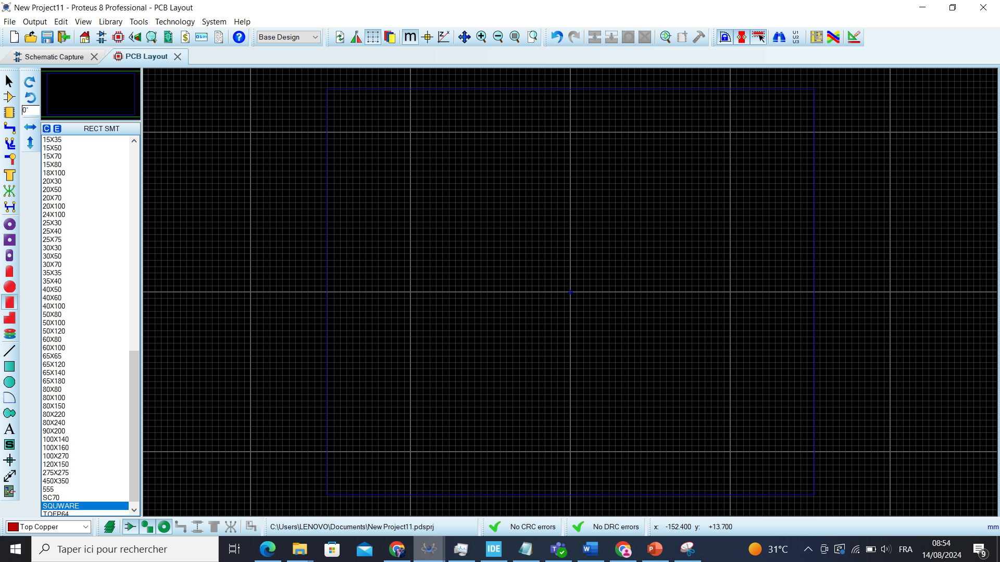 New Project11 - Proteus 8 Professional - PCB Layout
File Output Edit View Library Tools Technology System Help
$ 0101 ? Base Design F m Z U1 U2 U3
Schematic Capture PCB Layout
0°
C E RECT SMT
15X35
15X50
15X70
15X80
18X100
20X30
20X50
20X70
20X100
24X100
25X30
25X40
25X75
30X30
30X50
30X70
35X35
35X40
40X50
40X60
40X100
50X80
50X100
50X120
60X80
60X100
65X65
65X120
65X140
65X180
80X80
80X100
80X150
80X220
80X240
90X200
100X140
100X160
100X270
120X150
275X275
450X350
555
SC70
SQUWARE
TQFP64
A
S
Top Copper C:\Users\LENOVO\Documents\New Project11.pdsprj No CRC errors No DRC errors x: -152.400 y: +13.700 mm
Taper ici pour rechercher IDE T W P 31°C FRA 08:54
14/08/2024 9